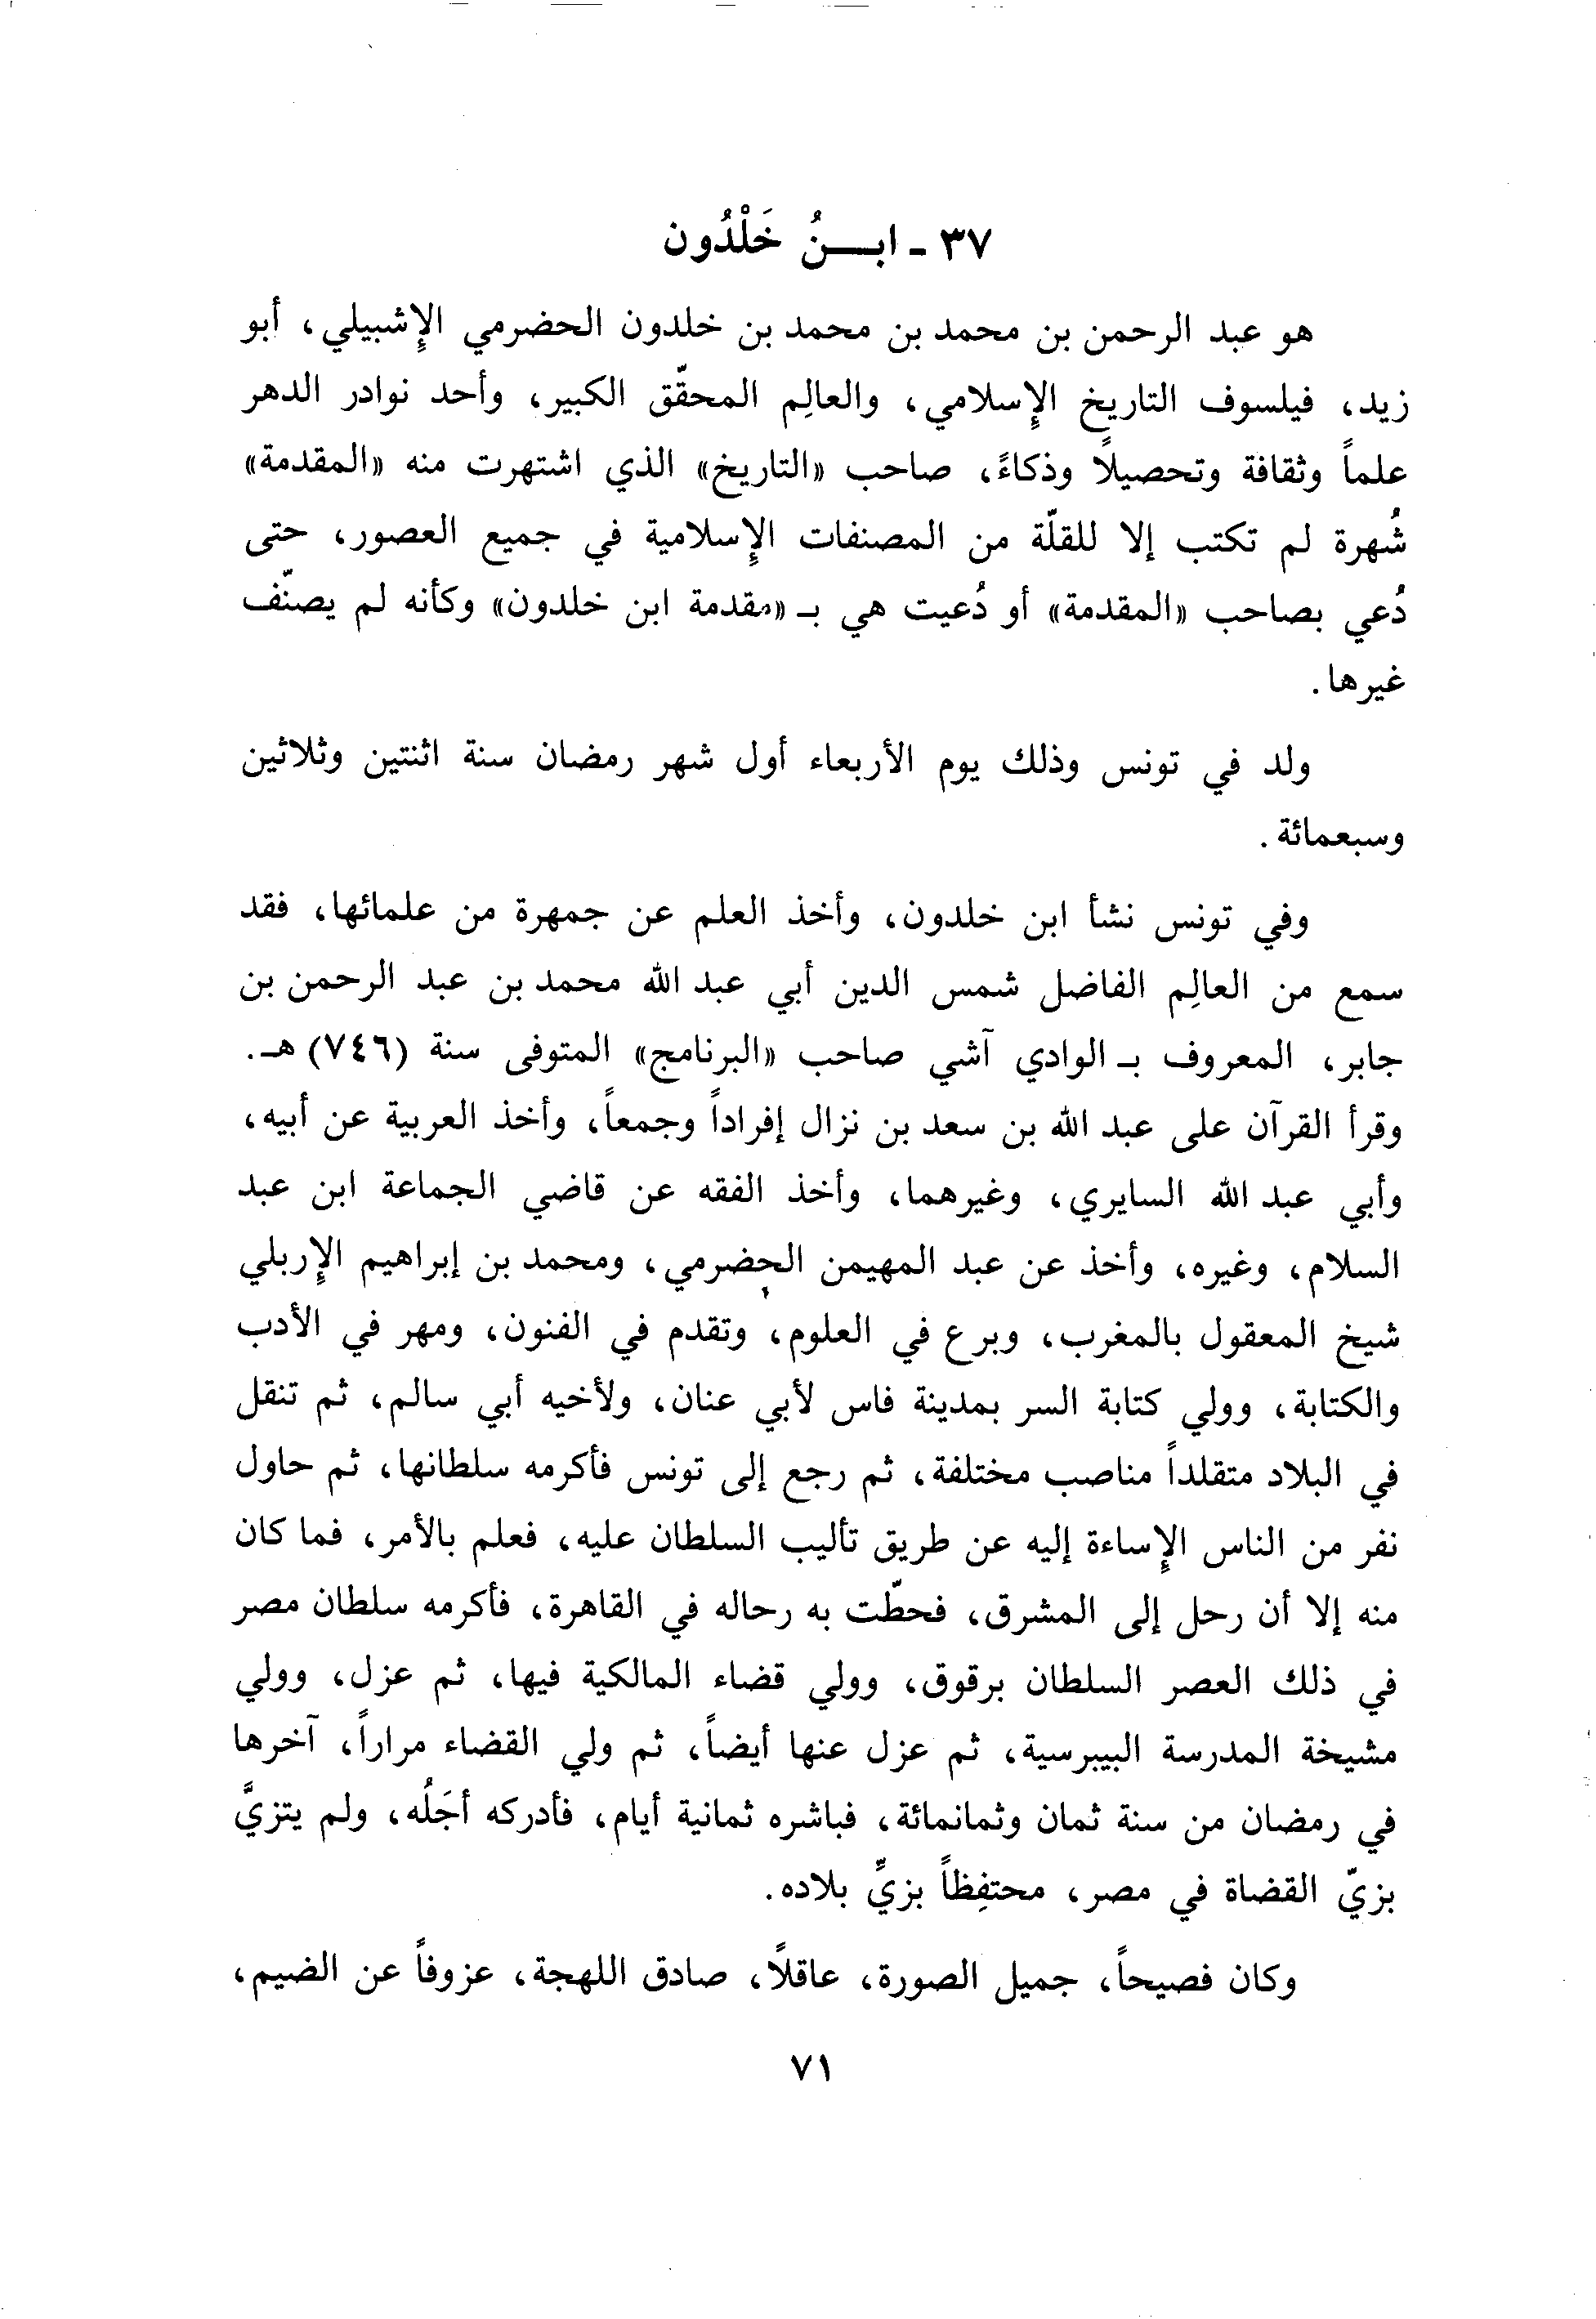 ٣٧ - ابـــنُ خَلْدُون
هو عبد الرحمن بن محمد بن محمد بن خلدون الحضرمي الإشبيلي، أبو
زيد، فيلسوف التاريخ الإسلامي، والعالِم المحقّق الكبير، وأحد نوادر الدهر
علماً وثقافة وتحصيلاً وذكاءً، صاحب «التاريخ» الذي اشتهرت منه «المقدمة»
شُهرة لم تكتب إلا للقلّة من المصنفات الإسلامية في جميع العصور، حتى
دُعي بصاحب «المقدمة» أو دُعيت هي بـ «مقدمة ابن خلدون» وكأنه لم يصنّف
غيرها.
ولد في تونس وذلك يوم الأربعاء أول شهر رمضان سنة اثنتين وثلاثين
وسبعمائة.
وفي تونس نشأ ابن خلدون، وأخذ العلم عن جمهرة من علمائها، فقد
سمع من العالِم الفاضل شمس الدين أبي عبد الله محمد بن عبد الرحمن بن
جابر، المعروف بـ الوادي آشي صاحب «البرنامج» المتوفى سنة (٧٤٦) هـ.
وقرأ القرآن على عبد الله بن سعد بن نزال إفراداً وجمعاً، وأخذ العربية عن أبيه،
وأبي عبد الله السايري، وغيرهما، وأخذ الفقه عن قاضي الجماعة ابن عبد
السلام، وغيره، وأخذ عن عبد المهيمن الحضرمي، ومحمد بن إبراهيم الإربلي
شيخ المعقول بالمغرب، وبرع في العلوم، وتقدم في الفنون، ومهر في الأدب
والكتابة، وولي كتابة السر بمدينة فاس لأبي عنان، ولأخيه أبي سالم، ثم تنقل
في البلاد متقلداً مناصب مختلفة، ثم رجع إلى تونس فأكرمه سلطانها، ثم حاول
نفر من الناس الإساءة إليه عن طريق تأليب السلطان عليه، فعلم بالأمر، فما كان
منه إلا أن رحل إلى المشرق، فحطّت به رحاله في القاهرة، فأكرمه سلطان مصر
في ذلك العصر السلطان برقوق، وولي قضاء المالكية فيها، ثم عزل، وولي
مشيخة المدرسة البيبرسية، ثم عزل عنها أيضاً، ثم ولي القضاء مراراً، آخرها
في رمضان من سنة ثمان وثمانمائة، فباشره ثمانية أيام، فأدركه أجَلُه، ولم يتزيَّ
بزيّ القضاة في مصر، محتفِظاً بزيِّ بلاده.
وكان فصيحاً، جميل الصورة، عاقلاً، صادق اللهجة، عزوفاً عن الضيم،
٧١